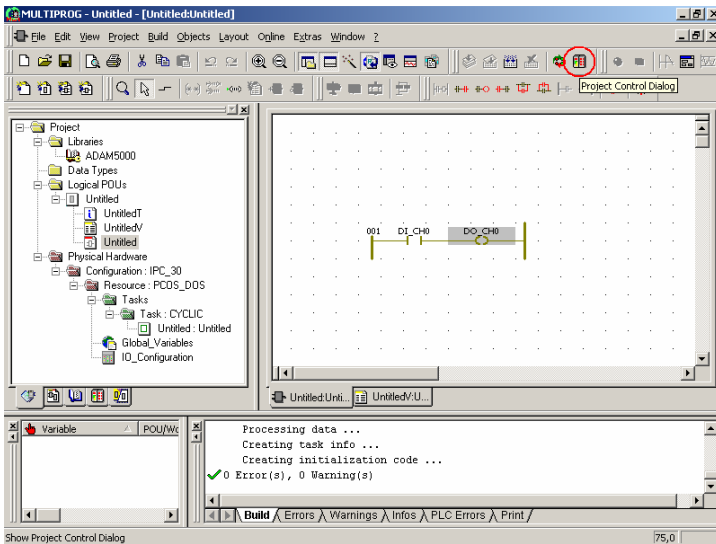 MULTIPROG - Untitled - [Untitled:Untitled]
File Edit View Project Build Objects Layout Online Extras Window ?
Project Control Dialog
Project
Libraries
ADAM5000
Data Types
Logical POUs
Untitled
UntitledT
UntitledV
Untitled
Physical Hardware
Configuration : IPC_30
Resource : PCOS_DOS
Tasks
Task : CYCLIC
Untitled : Untitled
Global_Variables
IO_Configuration
001 DI_CH0 DO_CH0
Untitled:Unti... UntitledV:U...
Variable POU/Wo
Processing data ...
Creating task info ...
Creating initialization code ...
0 Error(s), 0 Warning(s)
Build Errors Warnings Infos PLC Errors Print
Show Project Control Dialog 75,0